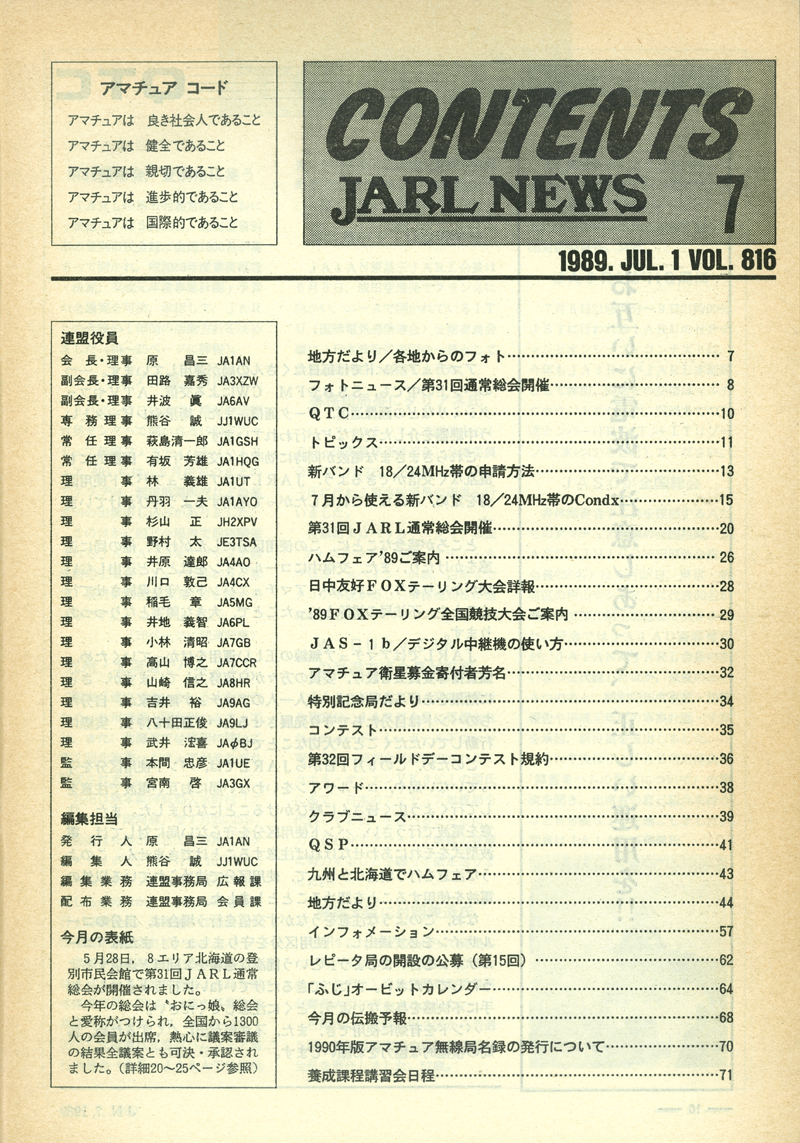 アマチュア コード
アマチュアは 良き社会人であること
アマチュアは 健全であること
アマチュアは 親切であること
アマチュアは 進歩的であること
アマチュアは 国際的であること
CONTENTS
JARL NEWS 7
1989. JUL. 1 VOL. 816
連盟役員
会長・理事 原 昌三 JA1AN
副会長・理事 田路 嘉秀 JA3XZW
副会長・理事 井波 眞 JA6AV
専務理事 熊谷 誠 JJ1WUC
常任理事 萩島清一郎 JA1GSH
常任理事 有坂 芳雄 JA1HQG
理事 林 義雄 JA1UT
理事 丹羽 一夫 JA1AYO
理事 杉山 正 JH2XPV
理事 野村 太 JE3TSA
理事 井原 達郎 JA4AO
理事 川口 敦己 JA4CX
理事 稲毛 章 JA5MG
理事 井地 義智 JA6PL
理事 小林 清昭 JA7GB
理事 高山 博之 JA7CCR
理事 山崎 信之 JA8HR
理事 吉井 裕 JA9AG
理事 八十田正俊 JA9LJ
理事 武井 浤喜 JAφBJ
監事 本間 忠彦 JA1UE
監事 宮南 啓 JA3GX
編集担当
発行人 原 昌三 JA1AN
編集人 熊谷 誠 JJ1WUC
編集業務 連盟事務局 広報課
配布業務 連盟事務局 会員課
今月の表紙
5月28日，8エリア北海道の登
別市民会館で第31回JARL通常
総会が開催されました。
今年の総会は〝おにっ娘〟総会
と愛称がつけられ，全国から1300
人の会員が出席，熱心に議案審議
の結果全議案とも可決・承認され
ました。（詳細20〜25ページ参照）
地方だより／各地からのフォト…………… 7
フォトニュース／第31回通常総会開催…………… 8
QTC……………10
トピックス……………11
新バンド 18／24MHz帯の申請方法……………13
7月から使える新バンド 18／24MHz帯のCondx……………15
第31回JARL通常総会開催……………20
ハムフェア'89ご案内……………26
日中友好FOXテーリング大会詳報……………28
'89FOXテーリング全国競技大会ご案内……………29
JAS-1b／デジタル中継機の使い方……………30
アマチュア衛星募金寄付者芳名……………32
特別記念局だより……………34
コンテスト……………35
第32回フィールドデーコンテスト規約……………36
アワード……………38
クラブニュース……………39
QSP……………41
九州と北海道でハムフェア……………43
地方だより……………44
インフォメーション……………57
レピータ局の開設の公募（第15回）……………62
「ふじ」オービットカレンダー……………64
今月の伝搬予報……………68
1990年版アマチュア無線局名録の発行について……………70
養成課程講習会日程……………71